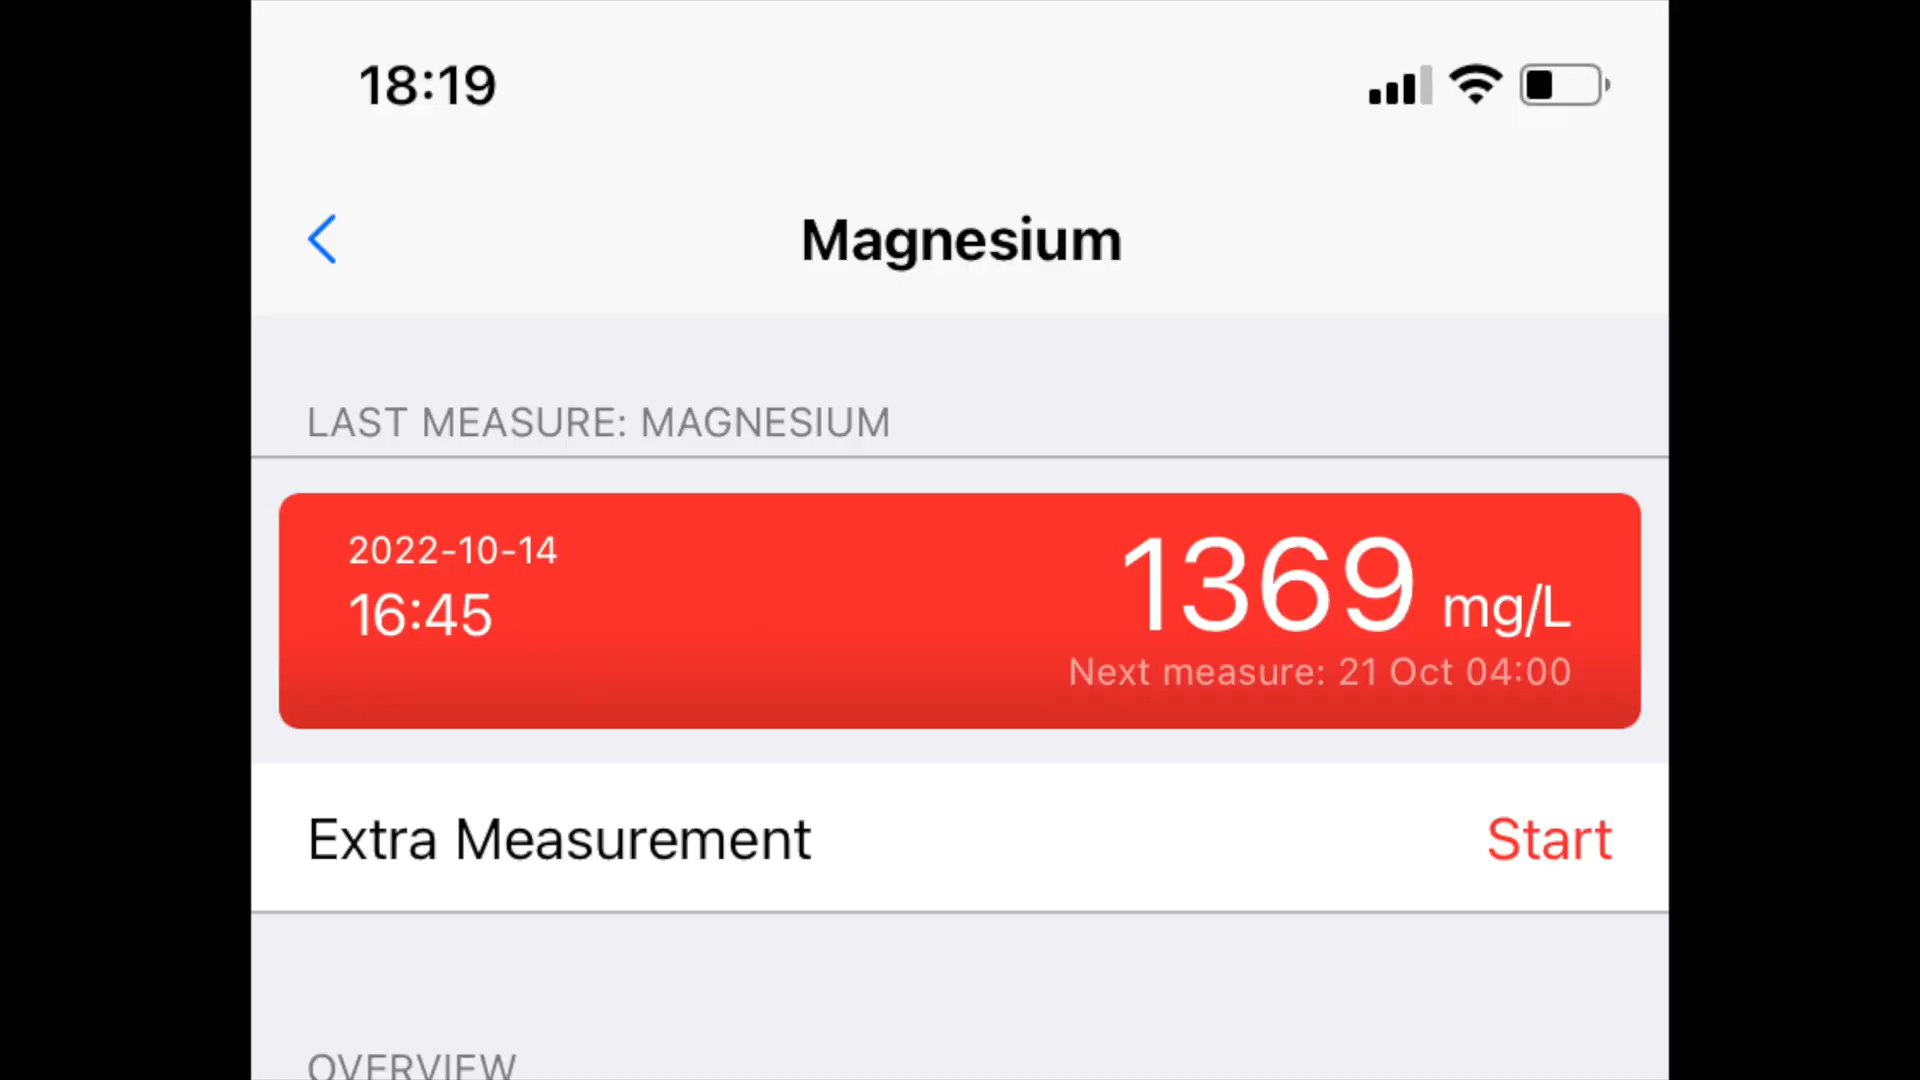 18:19
Magnesium
LAST MEASURE: MAGNESIUM
2022-10-14
16:45
1369 mg/L
Next measure: 21 Oct 04:00
Extra Measurement
Start
OVERVIEW